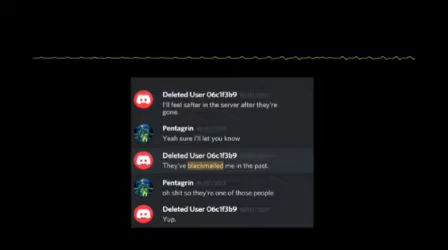 Deleted User 06c1f3b9
I'll feel safter in the server after they're
gone.
Pentagrin
Yeah sure I'll let you know
Deleted User 06c1f3b9
They've blackmailed me in the past.
Pentagrin
oh shit so they're one of those people
Deleted User 06c1f3b9
Yup.